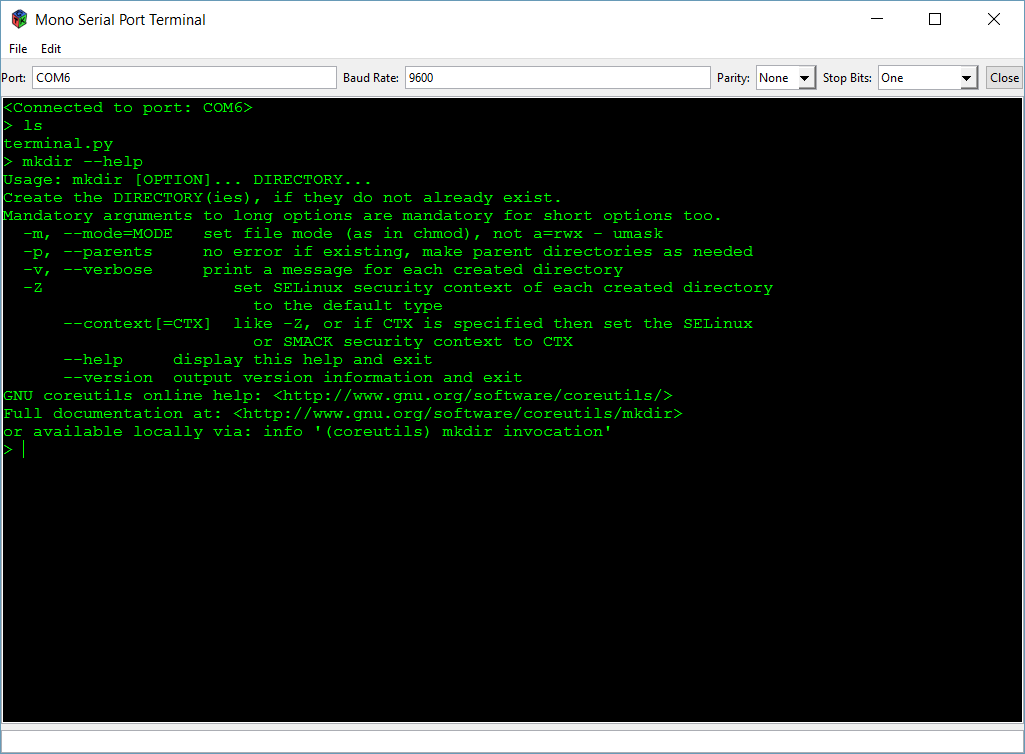 Mono Serial Port Terminal
File Edit
Port: COM6 Baud Rate: 9600 Parity: None Stop Bits: One Close
<Connected to port: COM6>
> ls
terminal.py
> mkdir --help
Usage: mkdir [OPTION]... DIRECTORY...
Create the DIRECTORY(ies), if they do not already exist.
Mandatory arguments to long options are mandatory for short options too.
  -m, --mode=MODE   set file mode (as in chmod), not a=rwx - umask
  -p, --parents     no error if existing, make parent directories as needed
  -v, --verbose     print a message for each created directory
  -Z                   set SELinux security context of each created directory
                         to the default type
      --context[=CTX]  like -Z, or if CTX is specified then set the SELinux
                         or SMACK security context to CTX
      --help     display this help and exit
      --version  output version information and exit
GNU coreutils online help: <http://www.gnu.org/software/coreutils/>
Full documentation at: <http://www.gnu.org/software/coreutils/mkdir>
or available locally via: info '(coreutils) mkdir invocation'
>